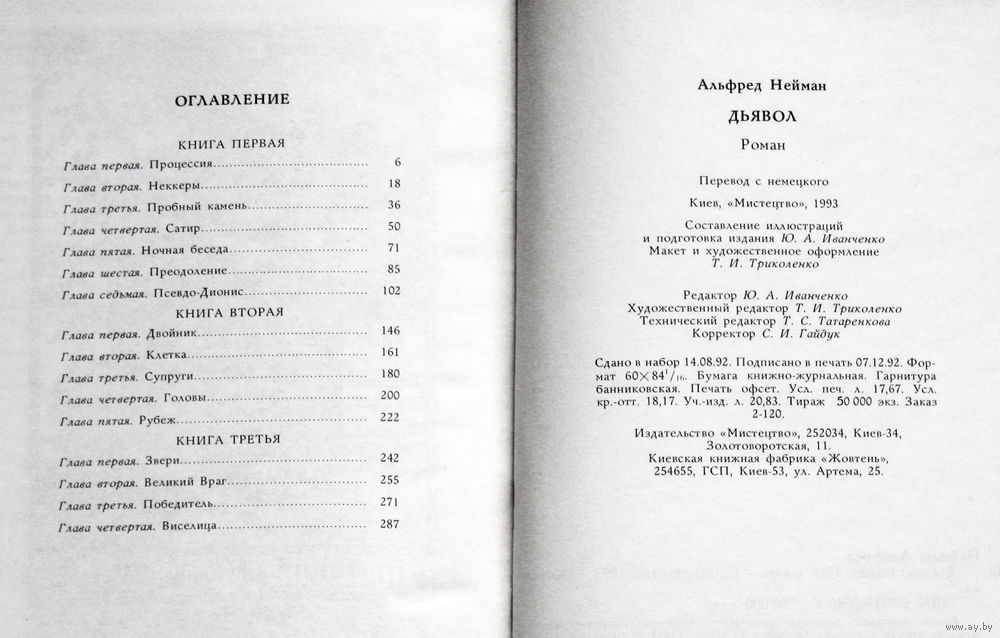 ОГЛАВЛЕНИЕ
КНИГА ПЕРВАЯ
Глава первая. Процессия 6
Глава вторая. Неккеры 18
Глава третья. Пробный камень 36
Глава четвертая. Сатир 50
Глава пятая. Ночная беседа 71
Глава шестая. Преодоление 85
Глава седьмая. Псевдо-Дионис 102
КНИГА ВТОРАЯ
Глава первая. Двойник 146
Глава вторая. Клетка 161
Глава третья. Супруги 180
Глава четвертая. Головы 200
Глава пятая. Рубеж 222
КНИГА ТРЕТЬЯ
Глава первая. Звери 242
Глава вторая. Великий Враг 255
Глава третья. Победитель 271
Глава четвертая. Виселица 287
Альфред Нейман
ДЬЯВОЛ
Роман
Перевод с немецкого
Киев, «Мистецтво», 1993
Составление иллюстраций
и подготовка издания Ю. А. Иванченко
Макет и художественное оформление
Т. И. Триколенко
Редактор Ю. А. Иванченко
Художественный редактор Т. И. Триколенко
Технический редактор Т. С. Татаренкова
Корректор С. И. Гайдук
Сдано в набор 14.08.92. Подписано в печать 07.12.92. Фор-
мат 60×84¹/₁₆. Бумага книжно-журнальная. Гарнитура
банниковская. Печать офсет. Усл. печ. л. 17,67. Усл.
кр.-отт. 18,17. Уч.-изд. л. 20,83. Тираж 50 000 экз. Заказ
2-120.
Издательство «Мистецтво», 252034, Киев-34,
Золотоворотская, 11.
Киевская книжная фабрика «Жовтень»,
254655, ГСП, Киев-53, ул. Артема, 25.
www.ay.by